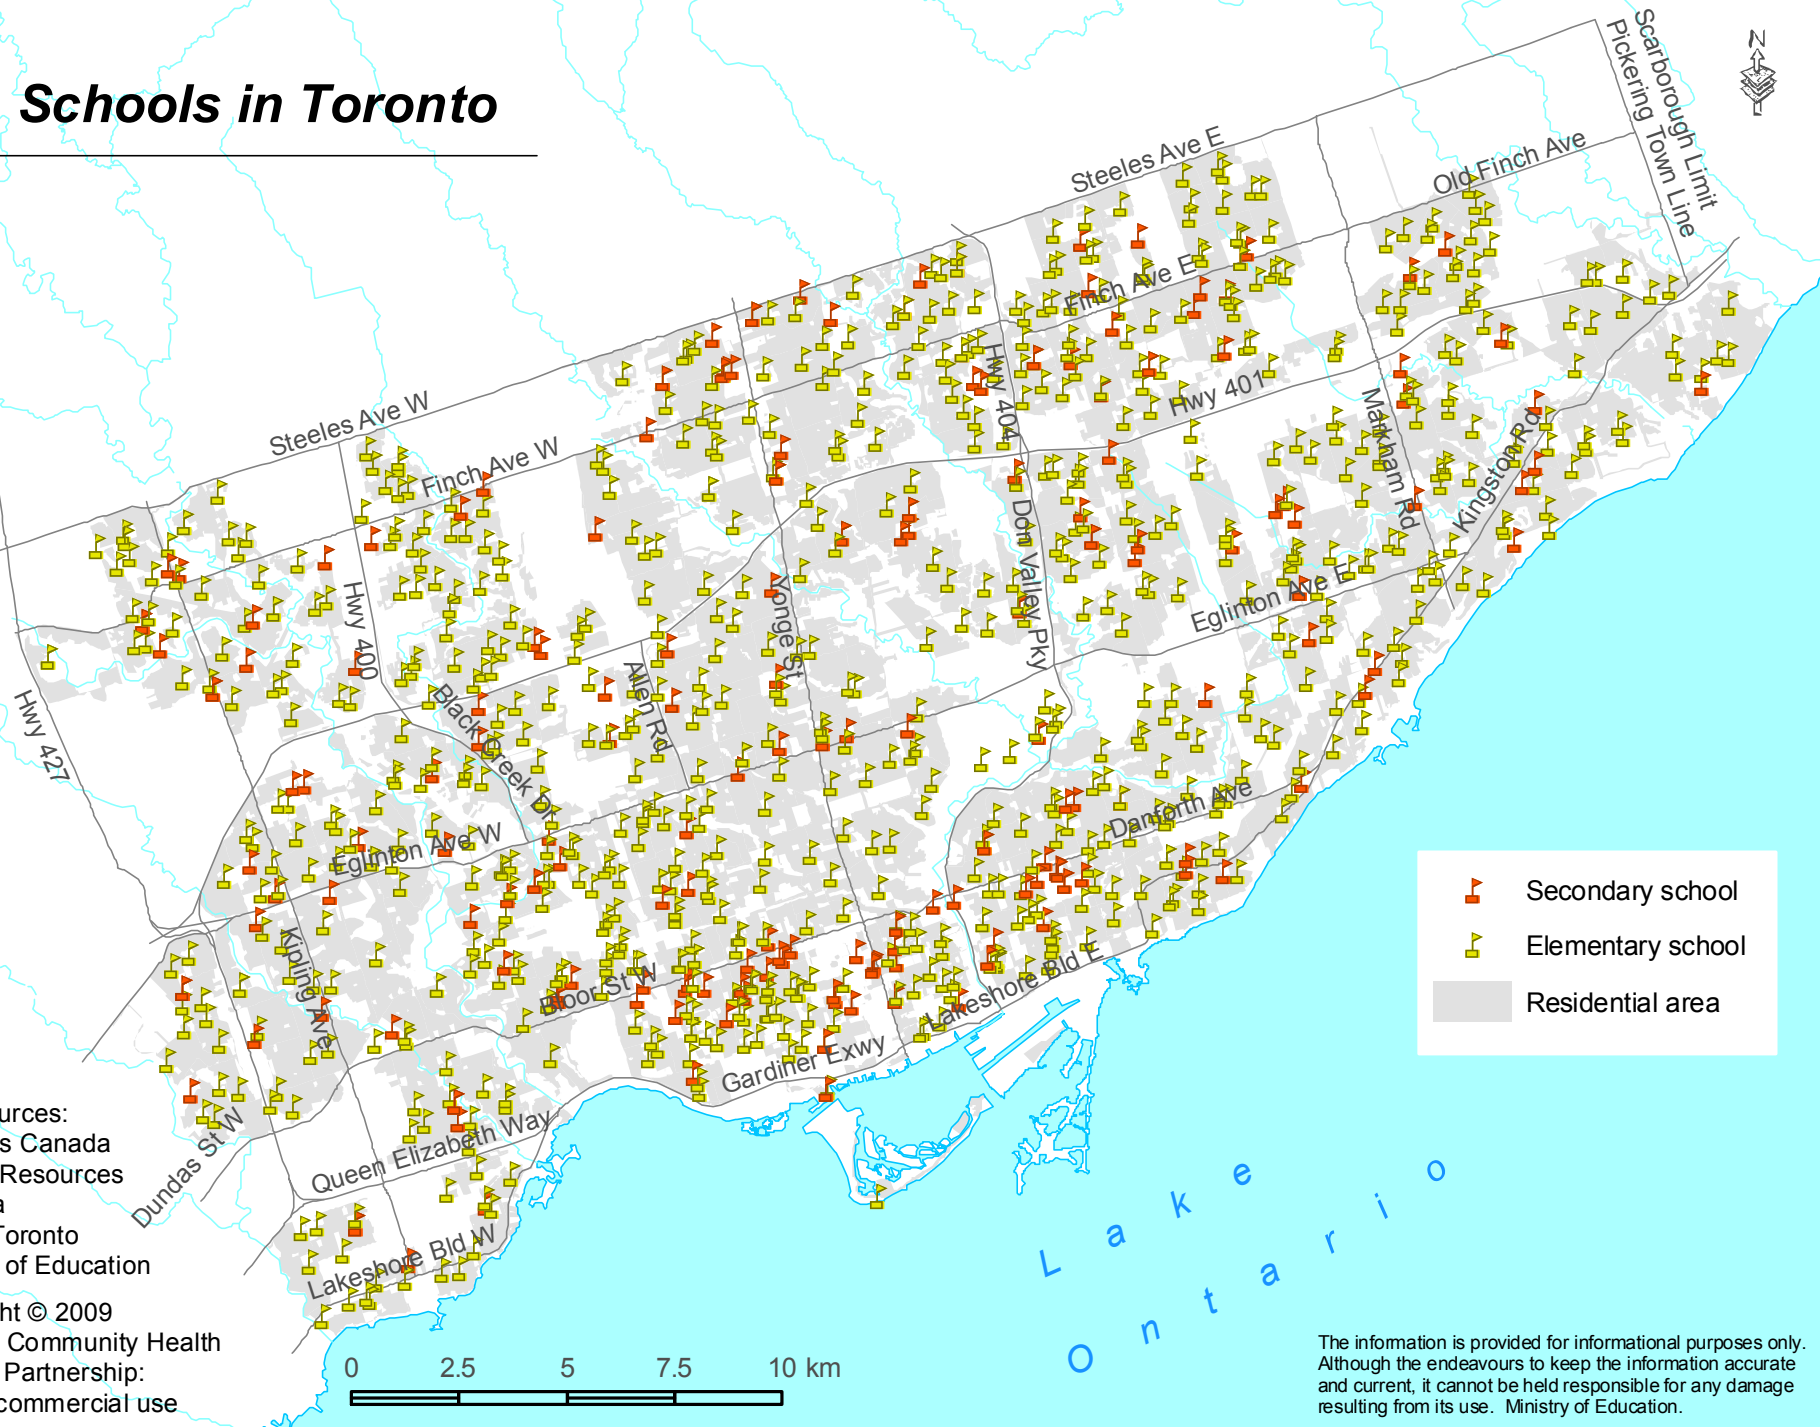 Schools in Toronto
N
Scarborough Limit
Pickering Town Line
Steeles Ave E
Old Finch Ave
Finch Ave E
Hwy 404
Hwy 401
Markham Rd
Kingston Rd
Steeles Ave W
Finch Ave W
Hwy 400
Don Valley Pky
Yonge St
Eglinton Ave E
Allen Rd
Black Creek Dr
Hwy 427
Danforth Ave
Eglinton Ave W
Kipling Ave
Bloor St W
Lakeshore Bld E
Gardiner Exwy
Dundas St W
Queen Elizabeth Way
Lakeshore Bld W
Secondary school
Elementary school
Residential area
Lake
Ontario
urces:
s Canada
Resources
a
Toronto
of Education
ht © 2009
Community Health
Partnership:
commercial use
0 2.5 5 7.5 10 km
The information is provided for informational purposes only.
Although the endeavours to keep the information accurate
and current, it cannot be held responsible for any damage
resulting from its use. Ministry of Education.